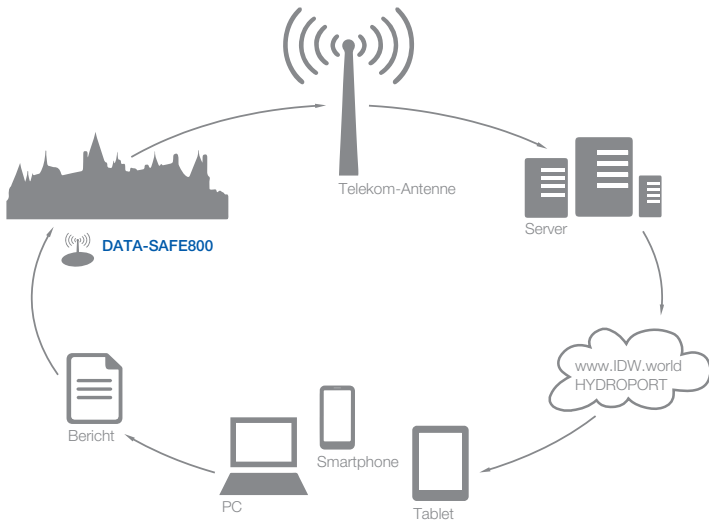 Telekom-Antenne
Server
DATA-SAFE800
www.IDW.world
HYDROPORT
Bericht
Smartphone
PC
Tablet